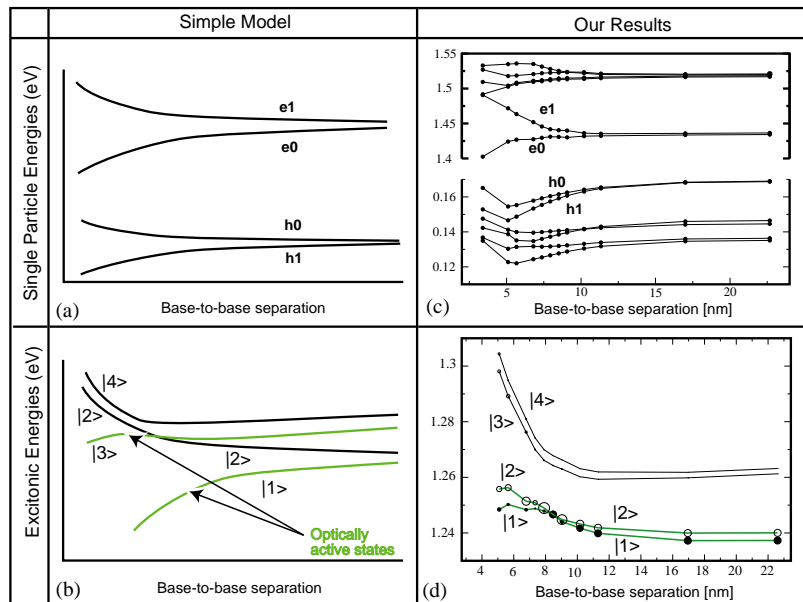 Simple Model
Our Results
Single Particle Energies (eV)
e1
e0
h0
h1
(a)
Base-to-base separation
1.55
1.5
1.45
1.4
0.16
0.14
0.12
e1
e0
h0
h1
5
10
15
20
(c)
Base-to-base separation [nm]
Excitonic Energies (eV)
|4>
|2>
|3>
|2>
|1>
Optically
active states
(b)
Base-to-base separation
1.3
1.28
1.26
1.24
|4>
|3>
|2>
|1>
|2>
|1>
4 6 8 10 12 14 16 18 20 22
(d)
Base-to-base separation [nm]